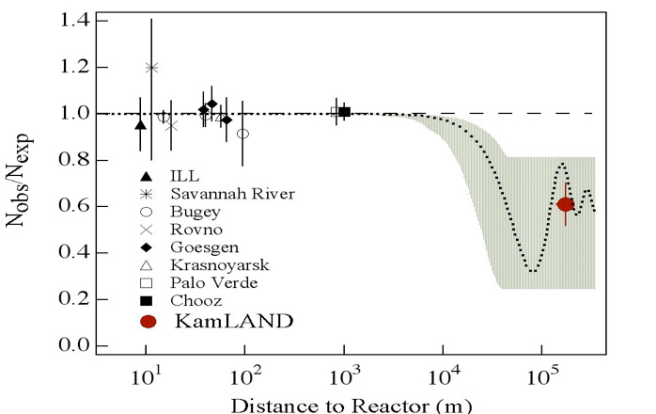 1.4
1.2
1.0
0.8
0.6
0.4
0.2
0.0
Nobs/Nexp
ILL
Savannah River
Bugey
Rovno
Goesgen
Krasnoyarsk
Palo Verde
Chooz
KamLAND
10¹ 10² 10³ 10⁴ 10⁵
Distance to Reactor (m)